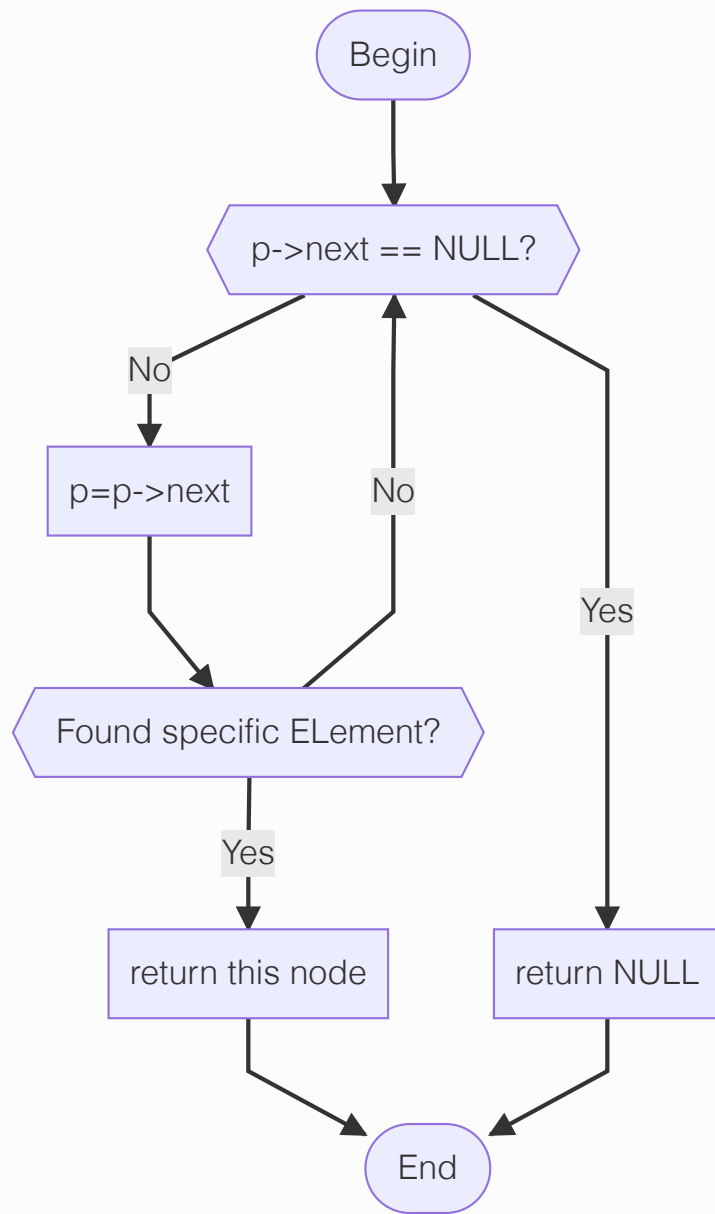 Begin
p->next == NULL?
No
p=p->next
No
Yes
Found specific ELement?
Yes
return this node
return NULL
End